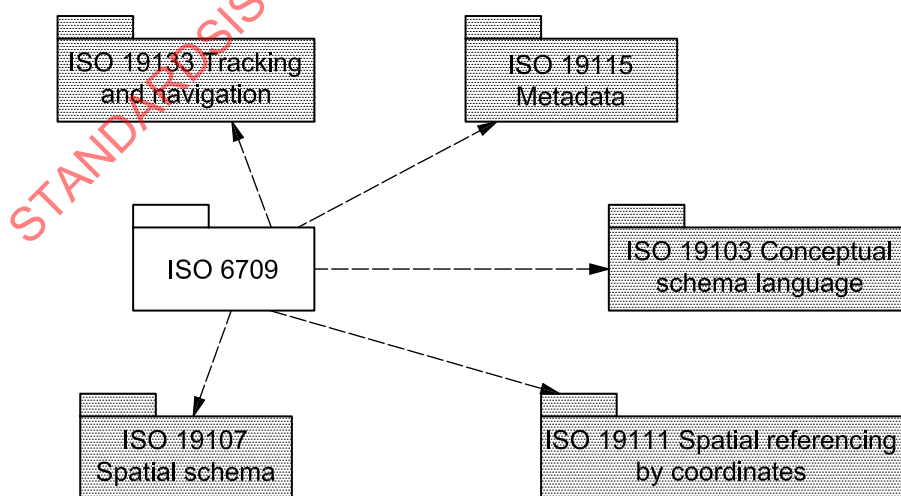 ISO 19133 Tracking
and navigation
ISO 19115
Metadata
STANDARDSIS
ISO 6709
ISO 19103 Conceptual
schema language
ISO 19107
Spatial schema
ISO 19111 Spatial referencing
by coordinates